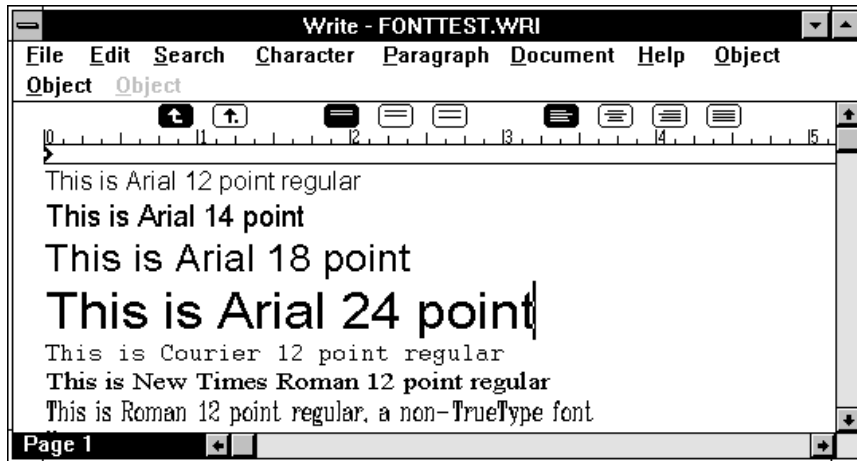 Write - FONTTEST.WRI
File Edit Search Character Paragraph Document Help Object
Object Object
0 1 2 3 4 5
This is Arial 12 point regular
This is Arial 14 point
This is Arial 18 point
This is Arial 24 point
This is Courier 12 point regular
This is New Times Roman 12 point regular
This is Roman 12 point regular, a non-TrueType font
Page 1